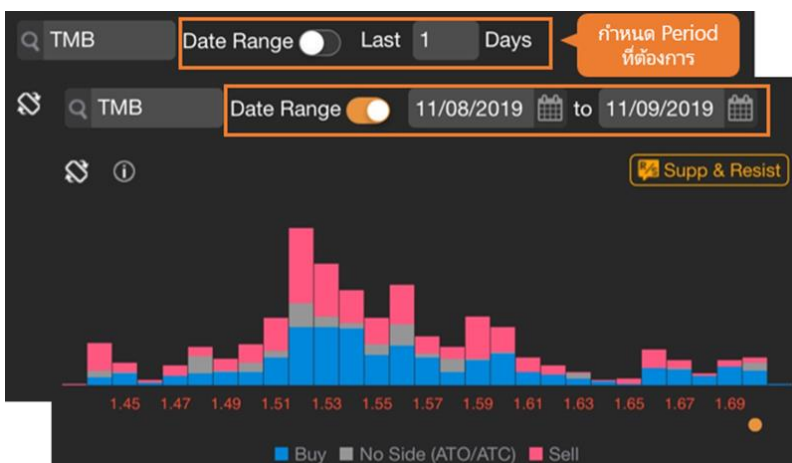 TMB Date Range Last 1 Days
กำหนด Period
ที่ต้องการ
TMB Date Range 11/08/2019 to 11/09/2019
R/S Supp & Resist
1.45 1.47 1.49 1.51 1.53 1.55 1.57 1.59 1.61 1.63 1.65 1.67 1.69
Buy No Side (ATO/ATC) Sell